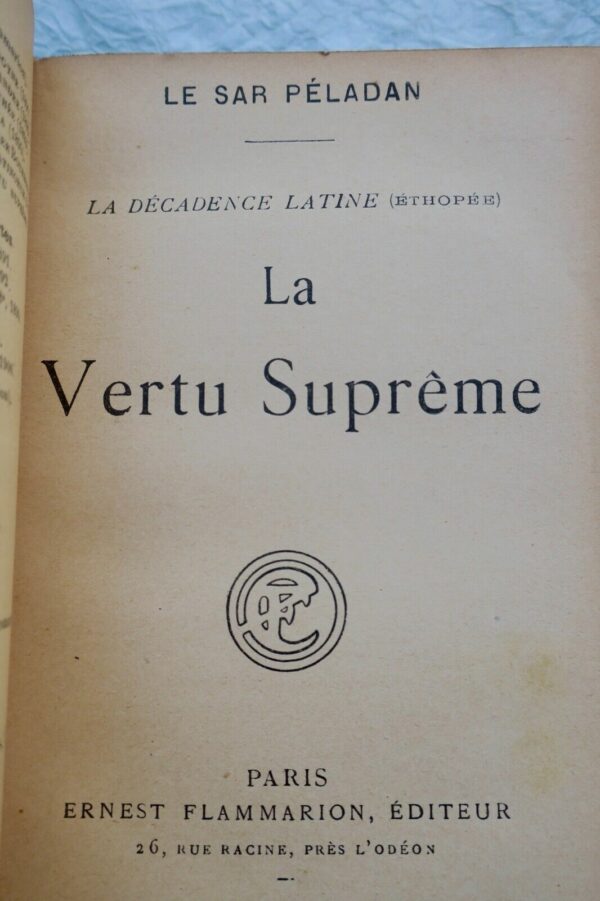 LE SAR PÉLADAN
LA DÉCADENCE LATINE (ÉTHOPÉE)
La
Vertu Suprême
PARIS
ERNEST FLAMMARION, ÉDITEUR
26, RUE RACINE, PRÈS L'ODÉON